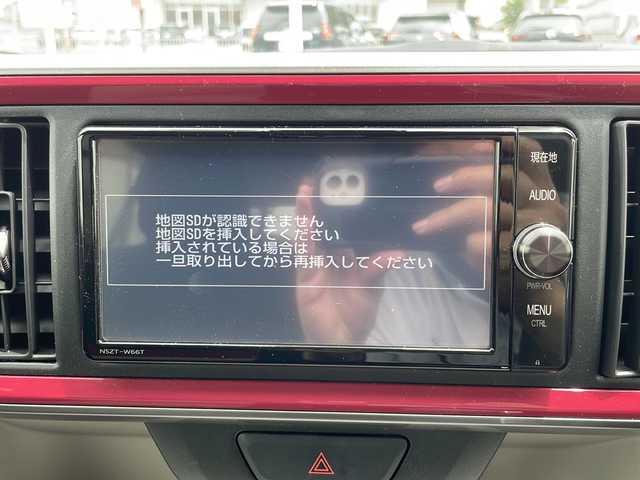 地図SDが認識できません
地図SDを挿入してください
挿入されている場合は
一旦取り出してから再挿入してください
現在地
AUDIO
PWR-VOL
MENU
CTRL
NSZT-W66T